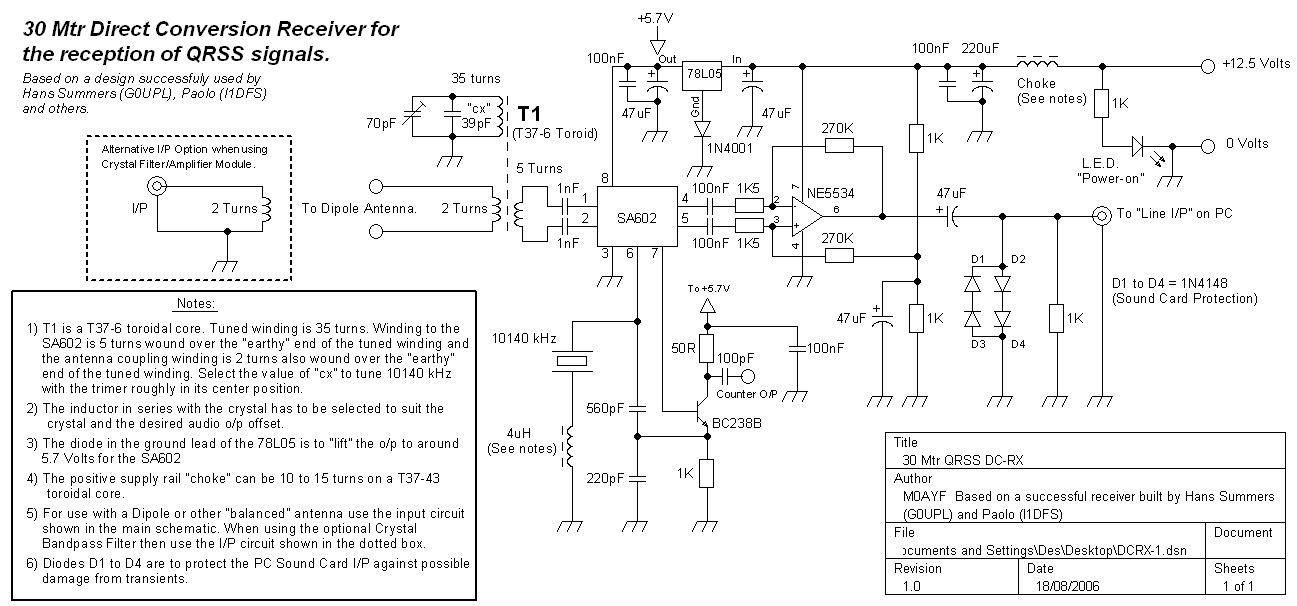 30 Mtr Direct Conversion Receiver for
the reception of QRSS signals.
Based on a design successfuly used by
Hans Summers (G0UPL), Paolo (I1DFS)
and others.
Alternative I/P Option when using
Crystal Filter/Amplifier Module.
I/P
2 Turns
35 turns
70pF
"cx"
39pF
T1
(T37-6 Toroid)
5 Turns
To Dipole Antenna.
2 Turns
1nF
1nF
8
1
2
SA602
4
5
3
6
7
+5.7V
100nF
Out
In
78L05
47uF
Gnd
47uF
1N4001
100nF
1K5
100nF
1K5
270K
2
3
7
NE5534
6
4
270K
1K
47uF
1K
100nF
220uF
Choke
(See notes)
+12.5 Volts
1K
0 Volts
L.E.D.
"Power-on"
47uF
To "Line I/P" on PC
D1
D2
D3
D4
1K
D1 to D4 = 1N4148
(Sound Card Protection)
10140 kHz
4uH
(See notes)
560pF
220pF
To +5.7V
50R
100pF
Counter O/P
100nF
BC238B
1K
Notes:
1) T1 is a T37-6 toroidal core. Tuned winding is 35 turns. Winding to the
SA602 is 5 turns wound over the "earthy" end of the tuned winding and
the antenna coupling winding is 2 turns also wound over the "earthy"
end of the tuned winding. Select the value of "cx" to tune 10140 kHz
with the trimer roughly in its center position.
2) The inductor in series with the crystal has to be selected to suit the
crystal and the desired audio o/p offset.
3) The diode in the ground lead of the 78L05 is to "lift" the o/p to around
5.7 Volts for the SA602
4) The positive supply rail "choke" can be 10 to 15 turns on a T37-43
toroidal core.
5) For use with a Dipole or other "balanced" antenna use the input circuit
shown in the main schematic. When using the optional Crystal
Bandpass Filter then use the I/P circuit shown in the dotted box.
6) Diodes D1 to D4 are to protect the PC Sound Card I/P against possible
damage from transients.
Title
30 Mtr QRSS DC-RX
Author
M0AYF Based on a successful receiver built by Hans Summers
(G0UPL) and Paolo (I1DFS)
File
ocuments and Settings\Des\Desktop\DCRX-1.dsn
Document
Revision
1.0
Date
18/08/2006
Sheets
1 of 1